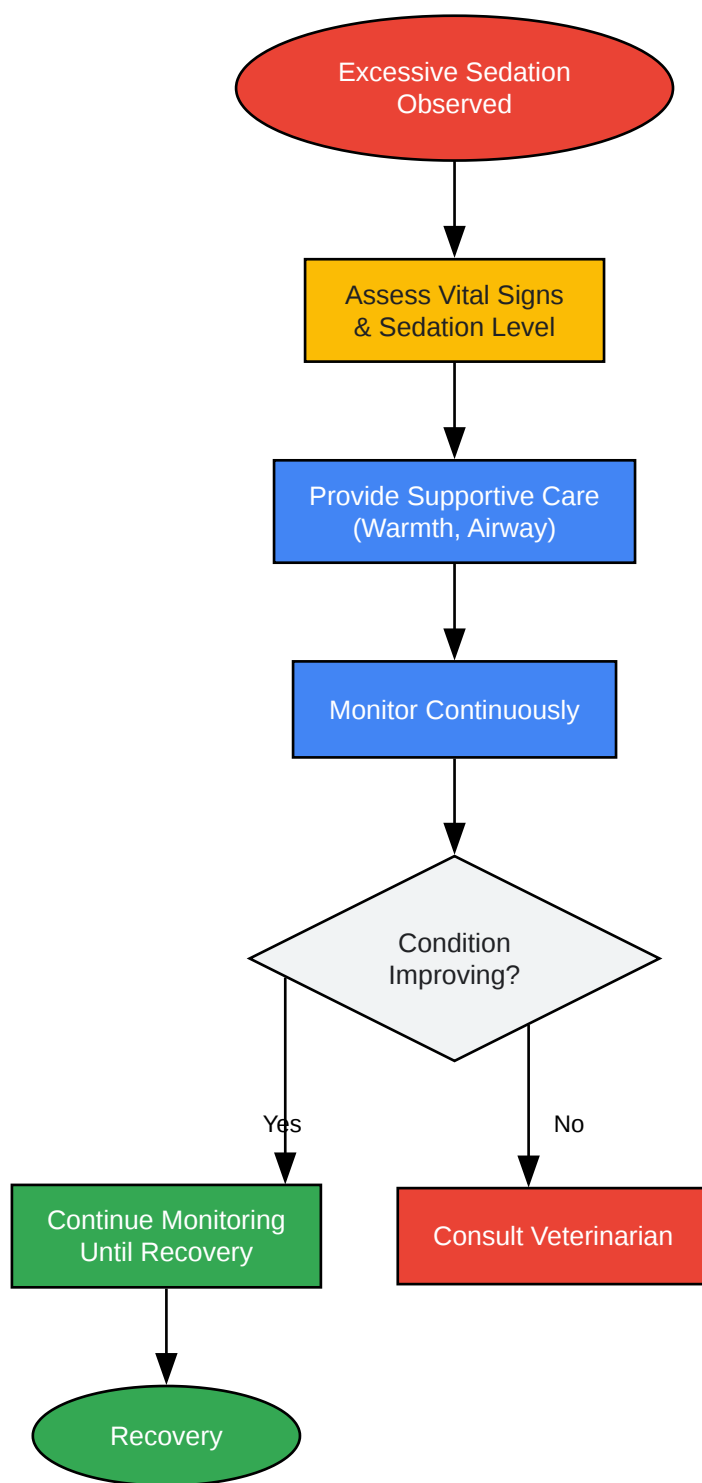 Excessive Sedation
Observed
Assess Vital Signs
& Sedation Level
Provide Supportive Care
(Warmth, Airway)
Monitor Continuously
Condition
Improving?
Yes
No
Continue Monitoring
Until Recovery
Consult Veterinarian
Recovery